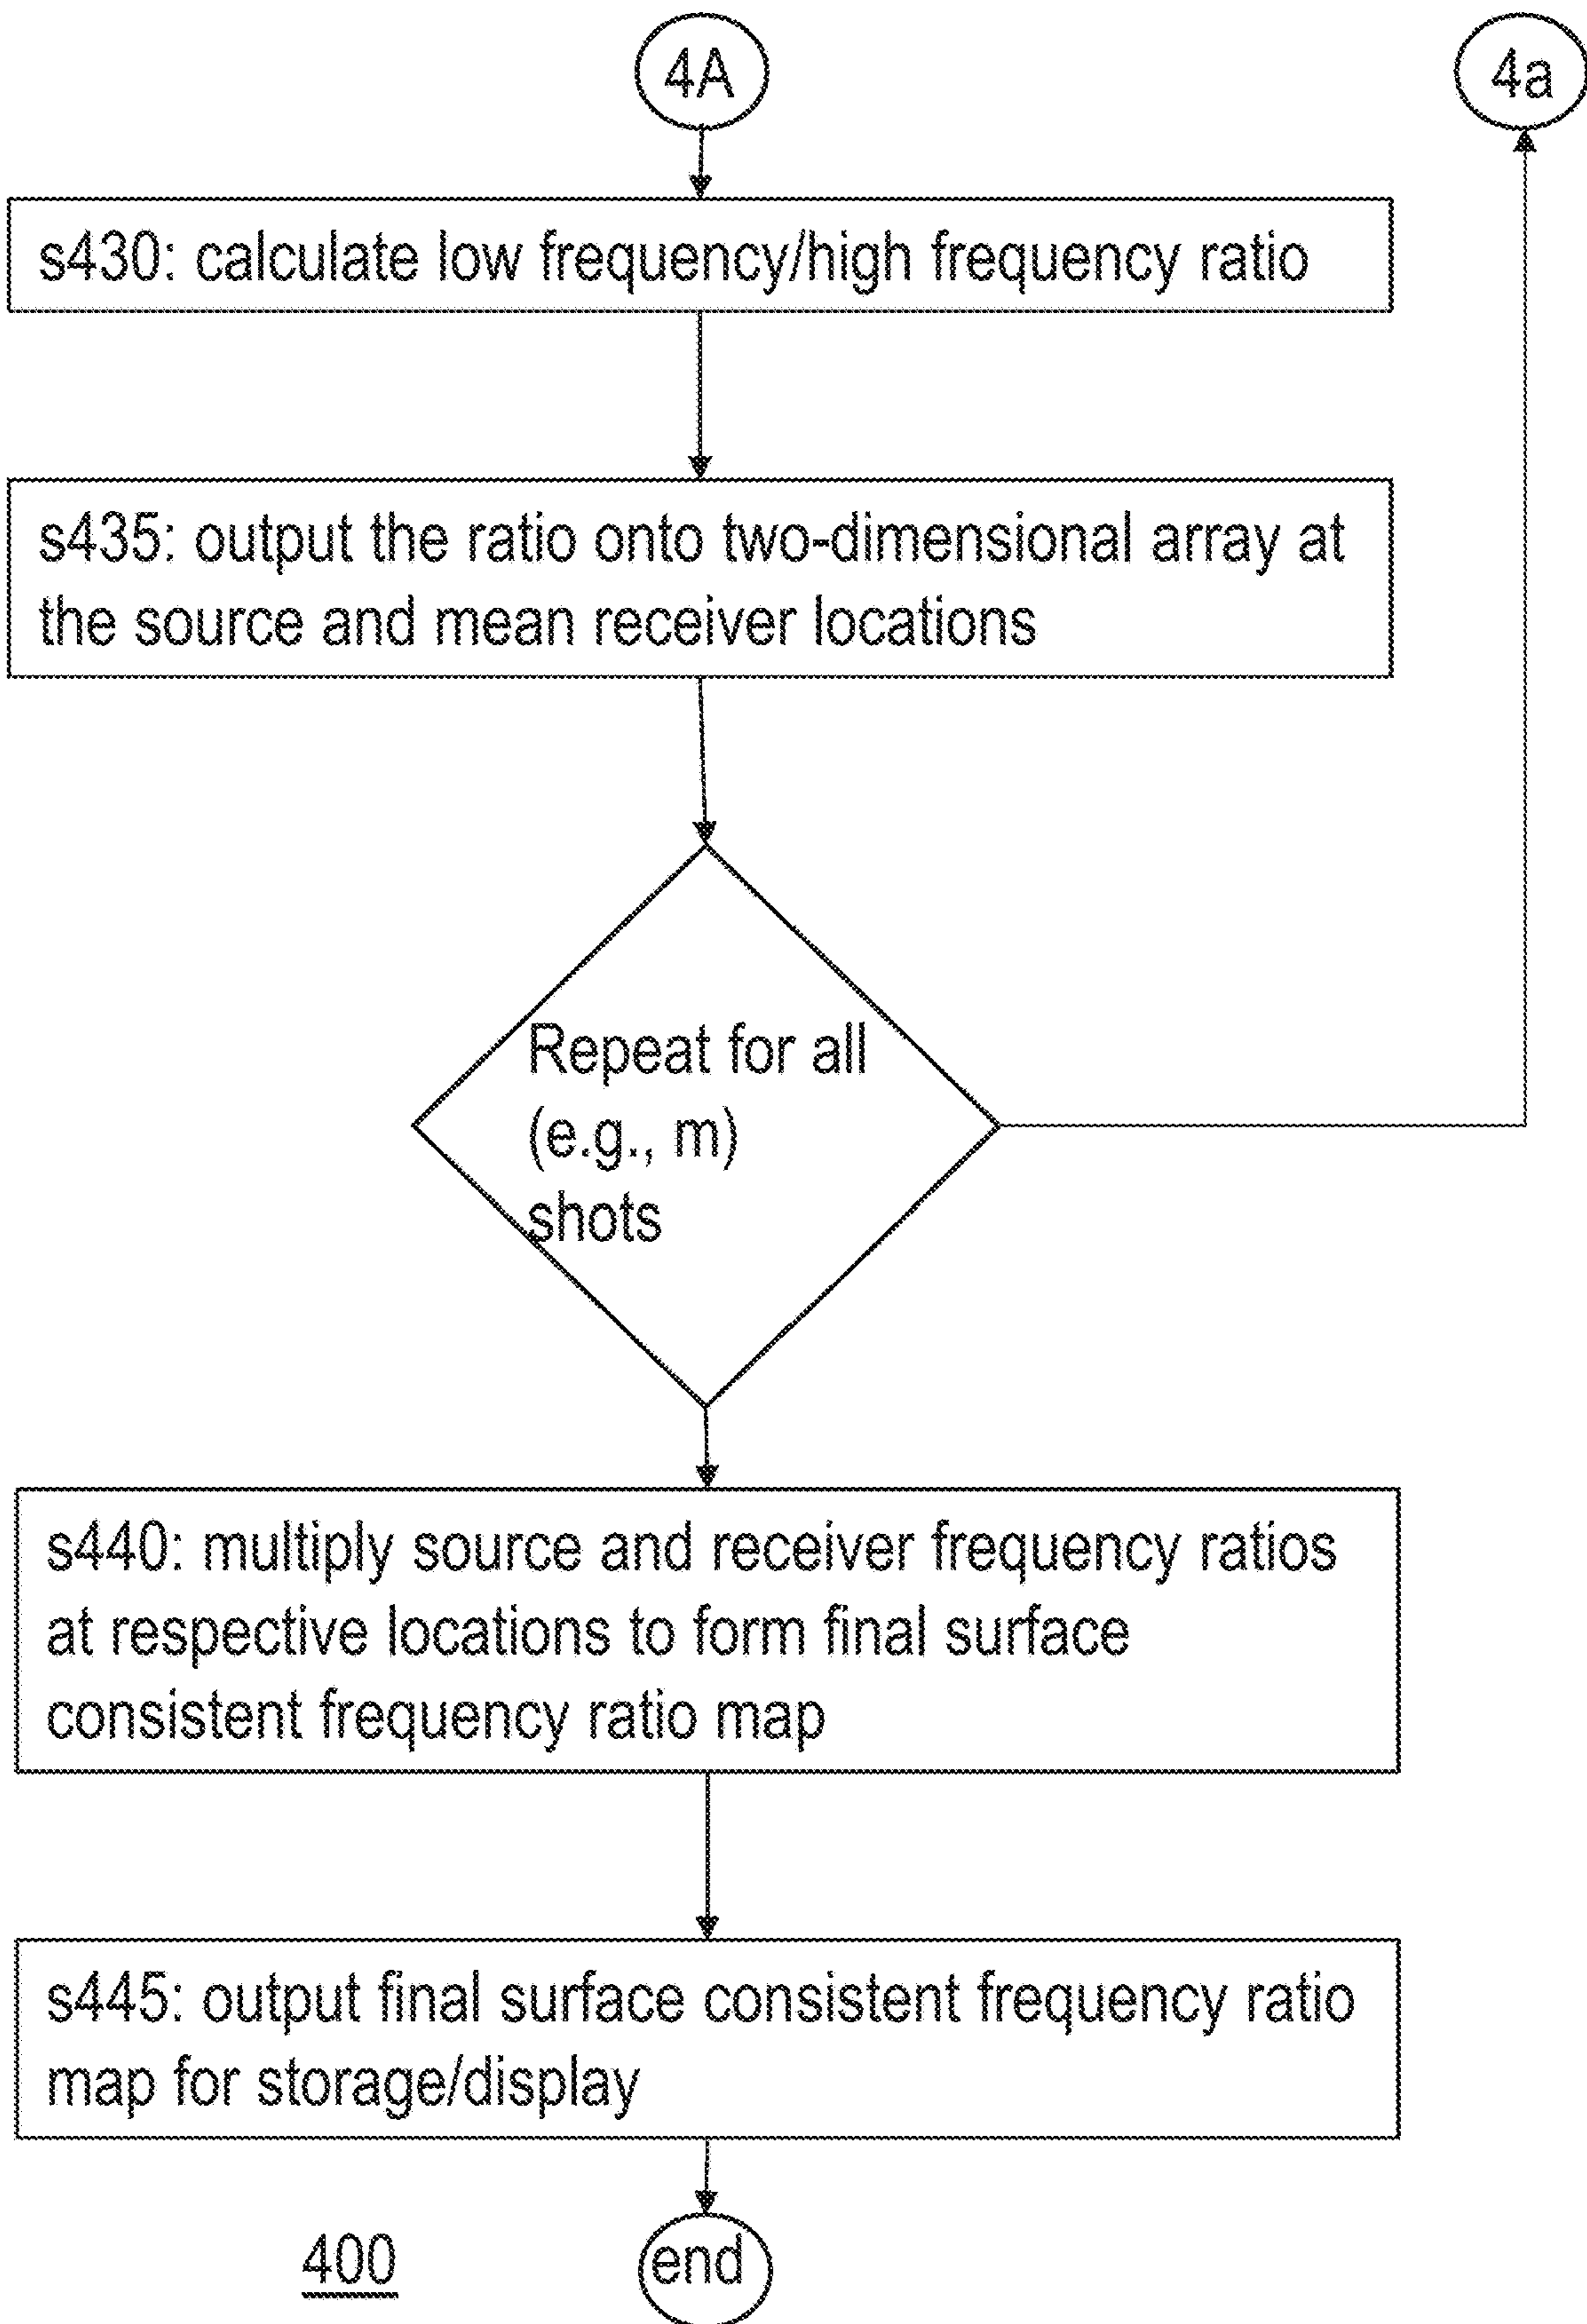 4A
4a
s430: calculate low frequency/high frequency ratio
s435: output the ratio onto two-dimensional array at
the source and mean receiver locations
Repeat for all
(e.g., m)
shots
s440: multiply source and receiver frequency ratios
at respective locations to form final surface
consistent frequency ratio map
s445: output final surface consistent frequency ratio
map for storage/display
400
end